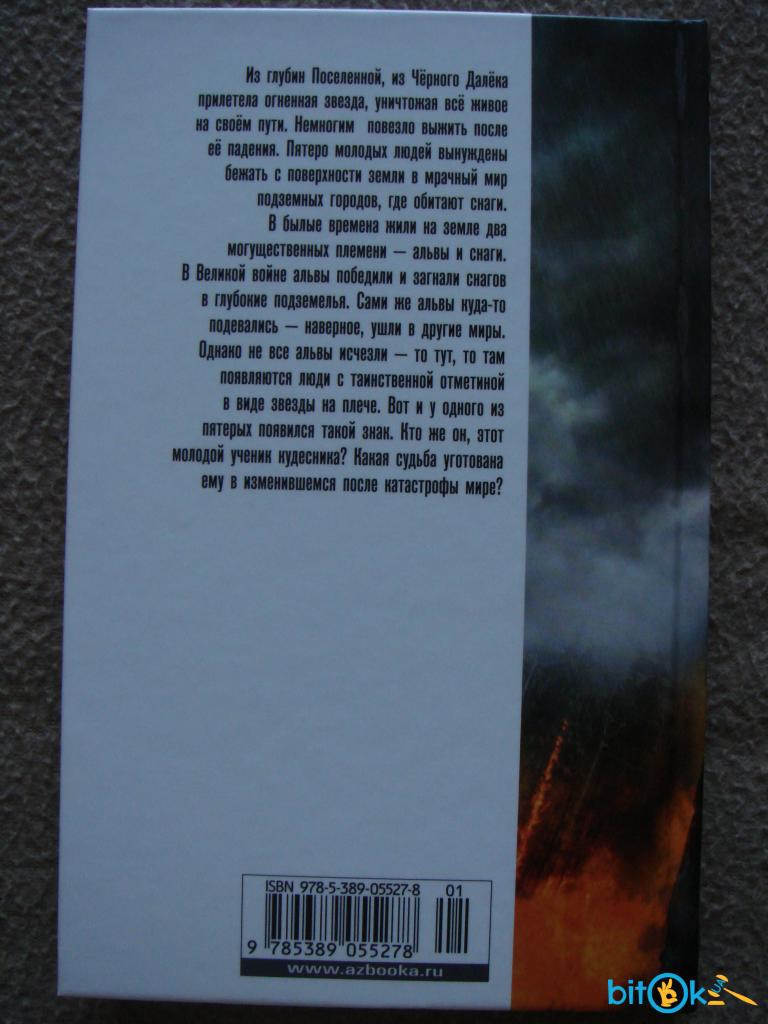 Из глубин Поселенной, из Чёрного Далёка
прилетела огненная звезда, уничтожая всё живое
на своём пути. Немногим повезло выжить после
её падения. Пятеро молодых людей вынуждены
бежать с поверхности земли в мрачный мир
подземных городов, где обитают снаги.
В былые времена жили на земле два
могущественных племени — альвы и снаги.
В Великой войне альвы победили и загнали снагов
в глубокие подземелья. Сами же альвы куда-то
подевались — наверное, ушли в другие миры.
Однако не все альвы исчезли — то тут, то там
появляются люди с таинственной отметиной
в виде звезды на плече. Вот и у одного из
пятерых появился такой знак. Кто же он, этот
молодой ученик кудесника? Какая судьба уготована
ему в изменившемся после катастрофы мире?
ISBN 978-5-389-05527-8 01
9 785389 055278
www.azbooka.ru
bitOk UA